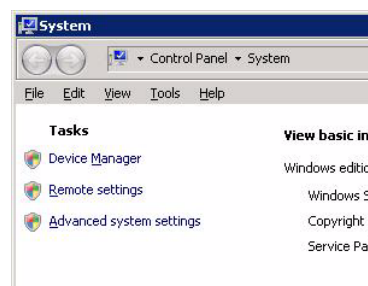 System
Control Panel System
File Edit View Tools Help
Tasks
Device Manager
Remote settings
Advanced system settings
View basic in
Windows editio
Windows S
Copyright
Service Pa